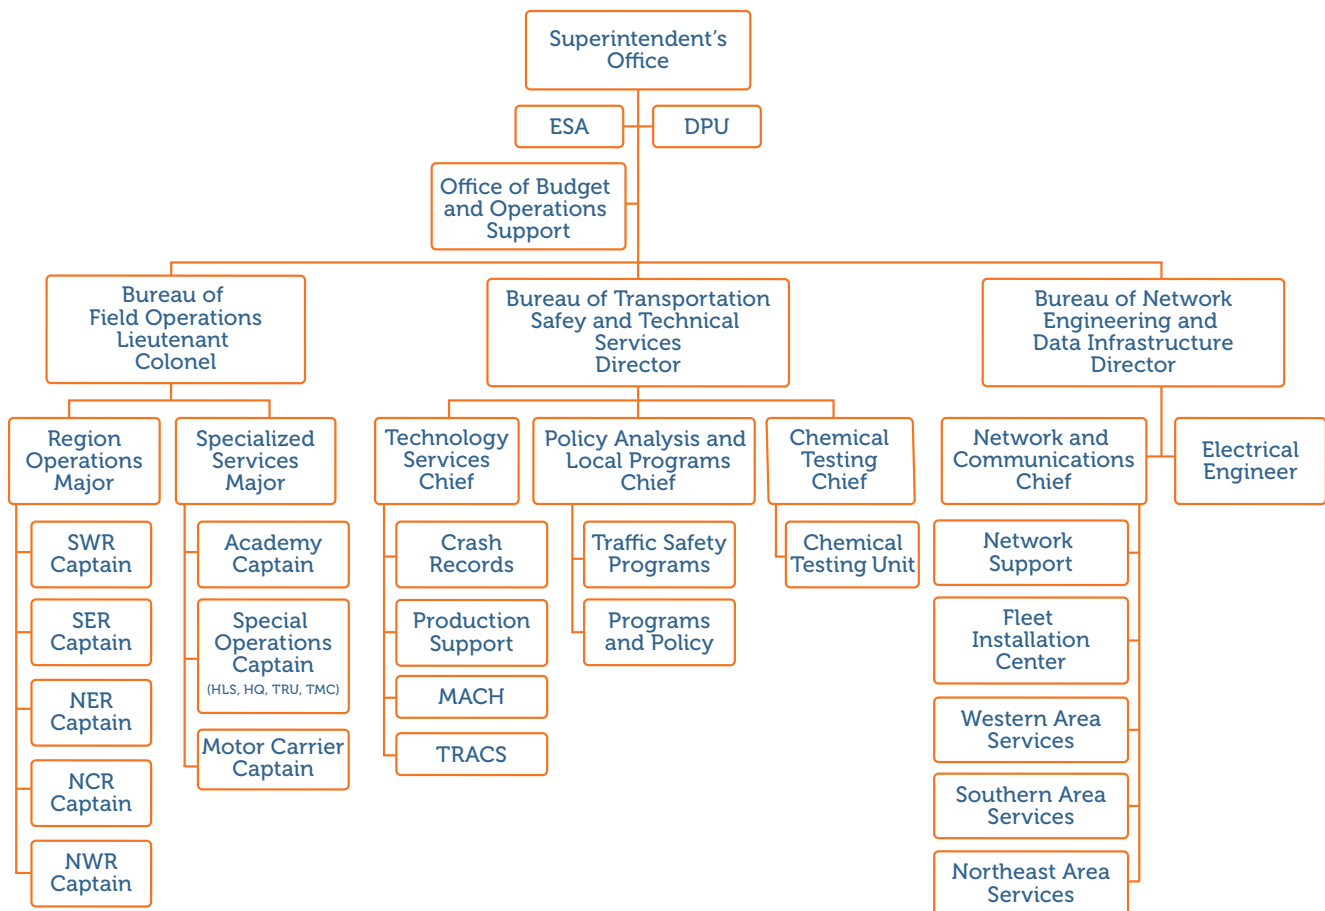 Superintendent's
Office
ESA
DPU
Office of Budget
and Operations
Support
Bureau of
Field Operations
Lieutenant
Colonel
Bureau of Transportation
Safey and Technical
Services
Director
Bureau of Network
Engineering and
Data Infrastructure
Director
Region
Operations
Major
Specialized
Services
Major
Technology
Services
Chief
Policy Analysis and
Local Programs
Chief
Chemical
Testing
Chief
Network and
Communications
Chief
Electrical
Engineer
SWR
Captain
SER
Captain
NER
Captain
NCR
Captain
NWR
Captain
Academy
Captain
Special
Operations
Captain
(HLS, HQ, TRU, TMC)
Motor Carrier
Captain
Crash
Records
Production
Support
MACH
TRACS
Traffic Safety
Programs
Programs
and Policy
Chemical
Testing Unit
Network
Support
Fleet
Installation
Center
Western Area
Services
Southern Area
Services
Northeast Area
Services